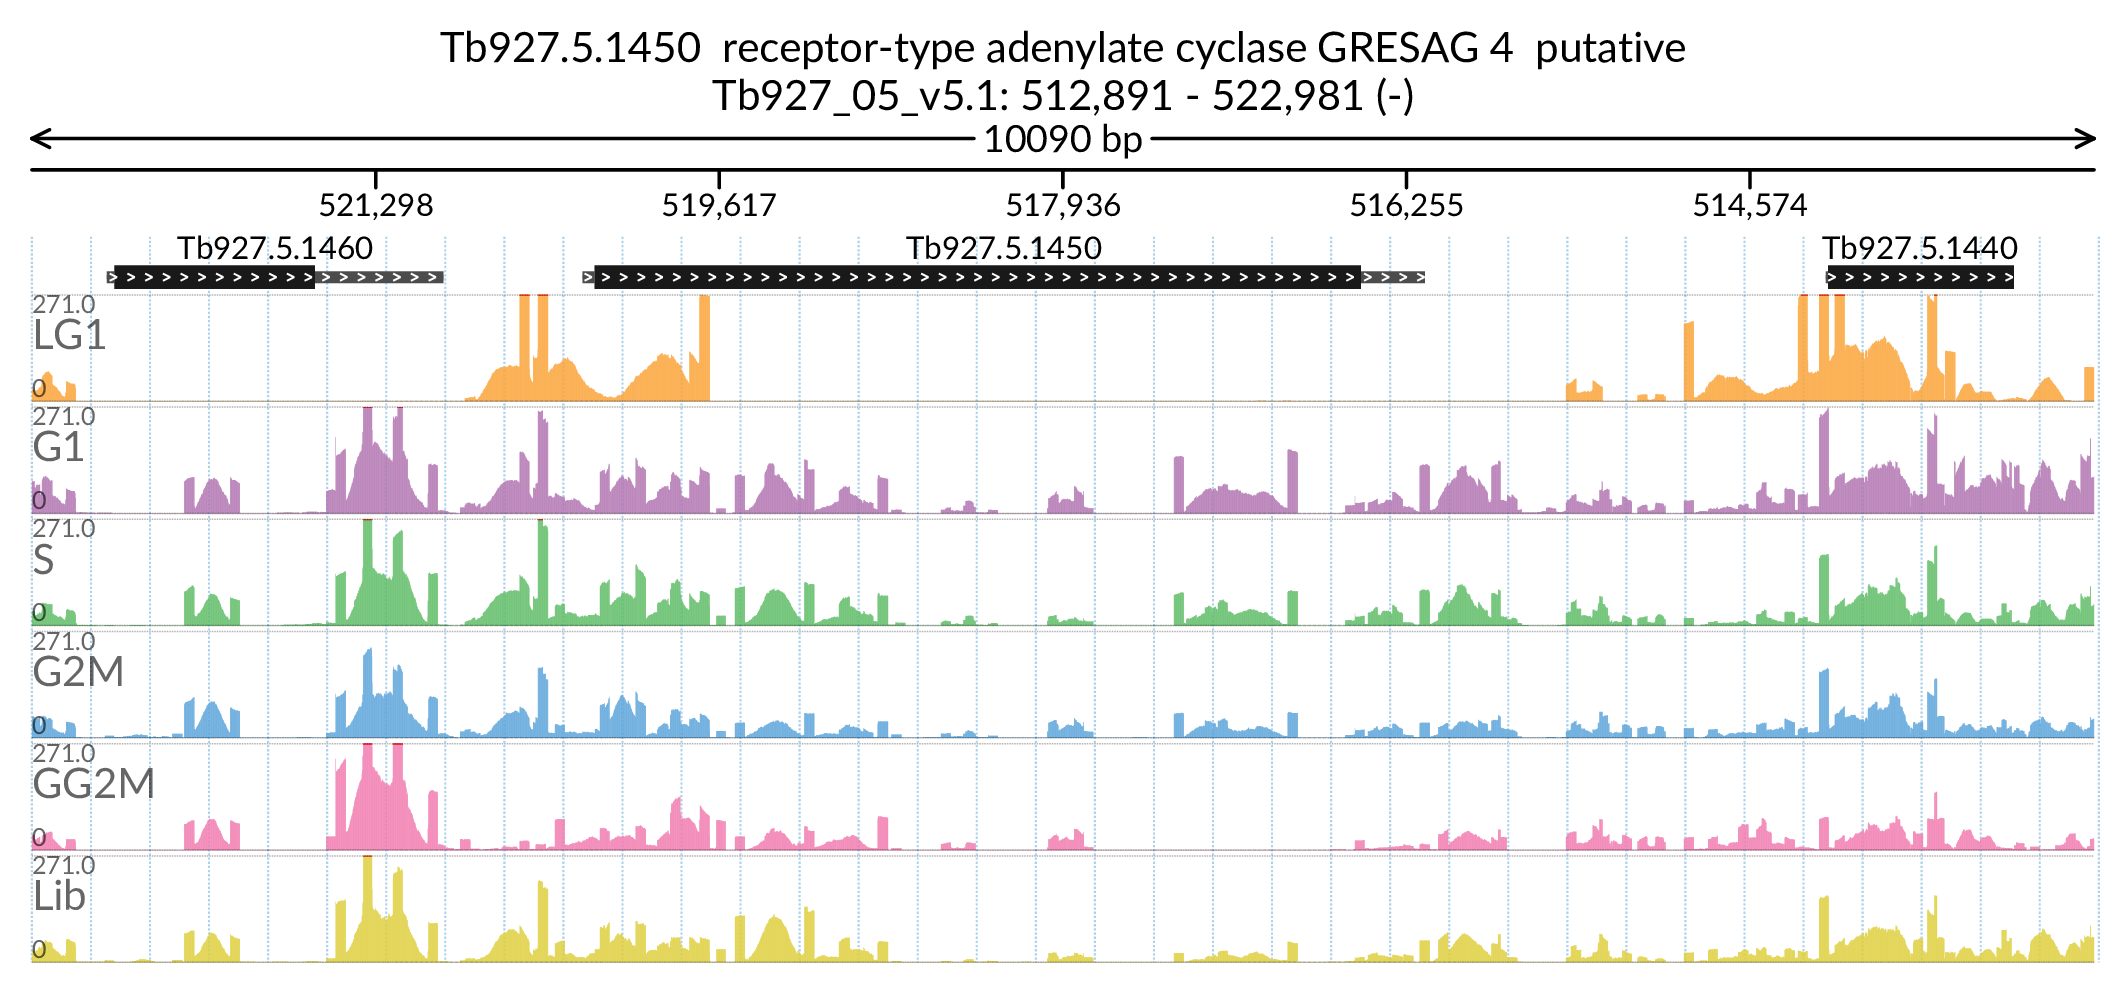 Tb927.5.1450  receptor-type adenylate cyclase GRESAG 4  putative
Tb927_05_v5.1: 512,891 - 522,981 (-)
10090 bp
521,298 519,617 517,936 516,255 514,574
Tb927.5.1460 Tb927.5.1450 Tb927.5.1440
271.0
LG1
0
271.0
G1
0
271.0
S
0
271.0
G2M
0
271.0
GG2M
0
271.0
Lib
0